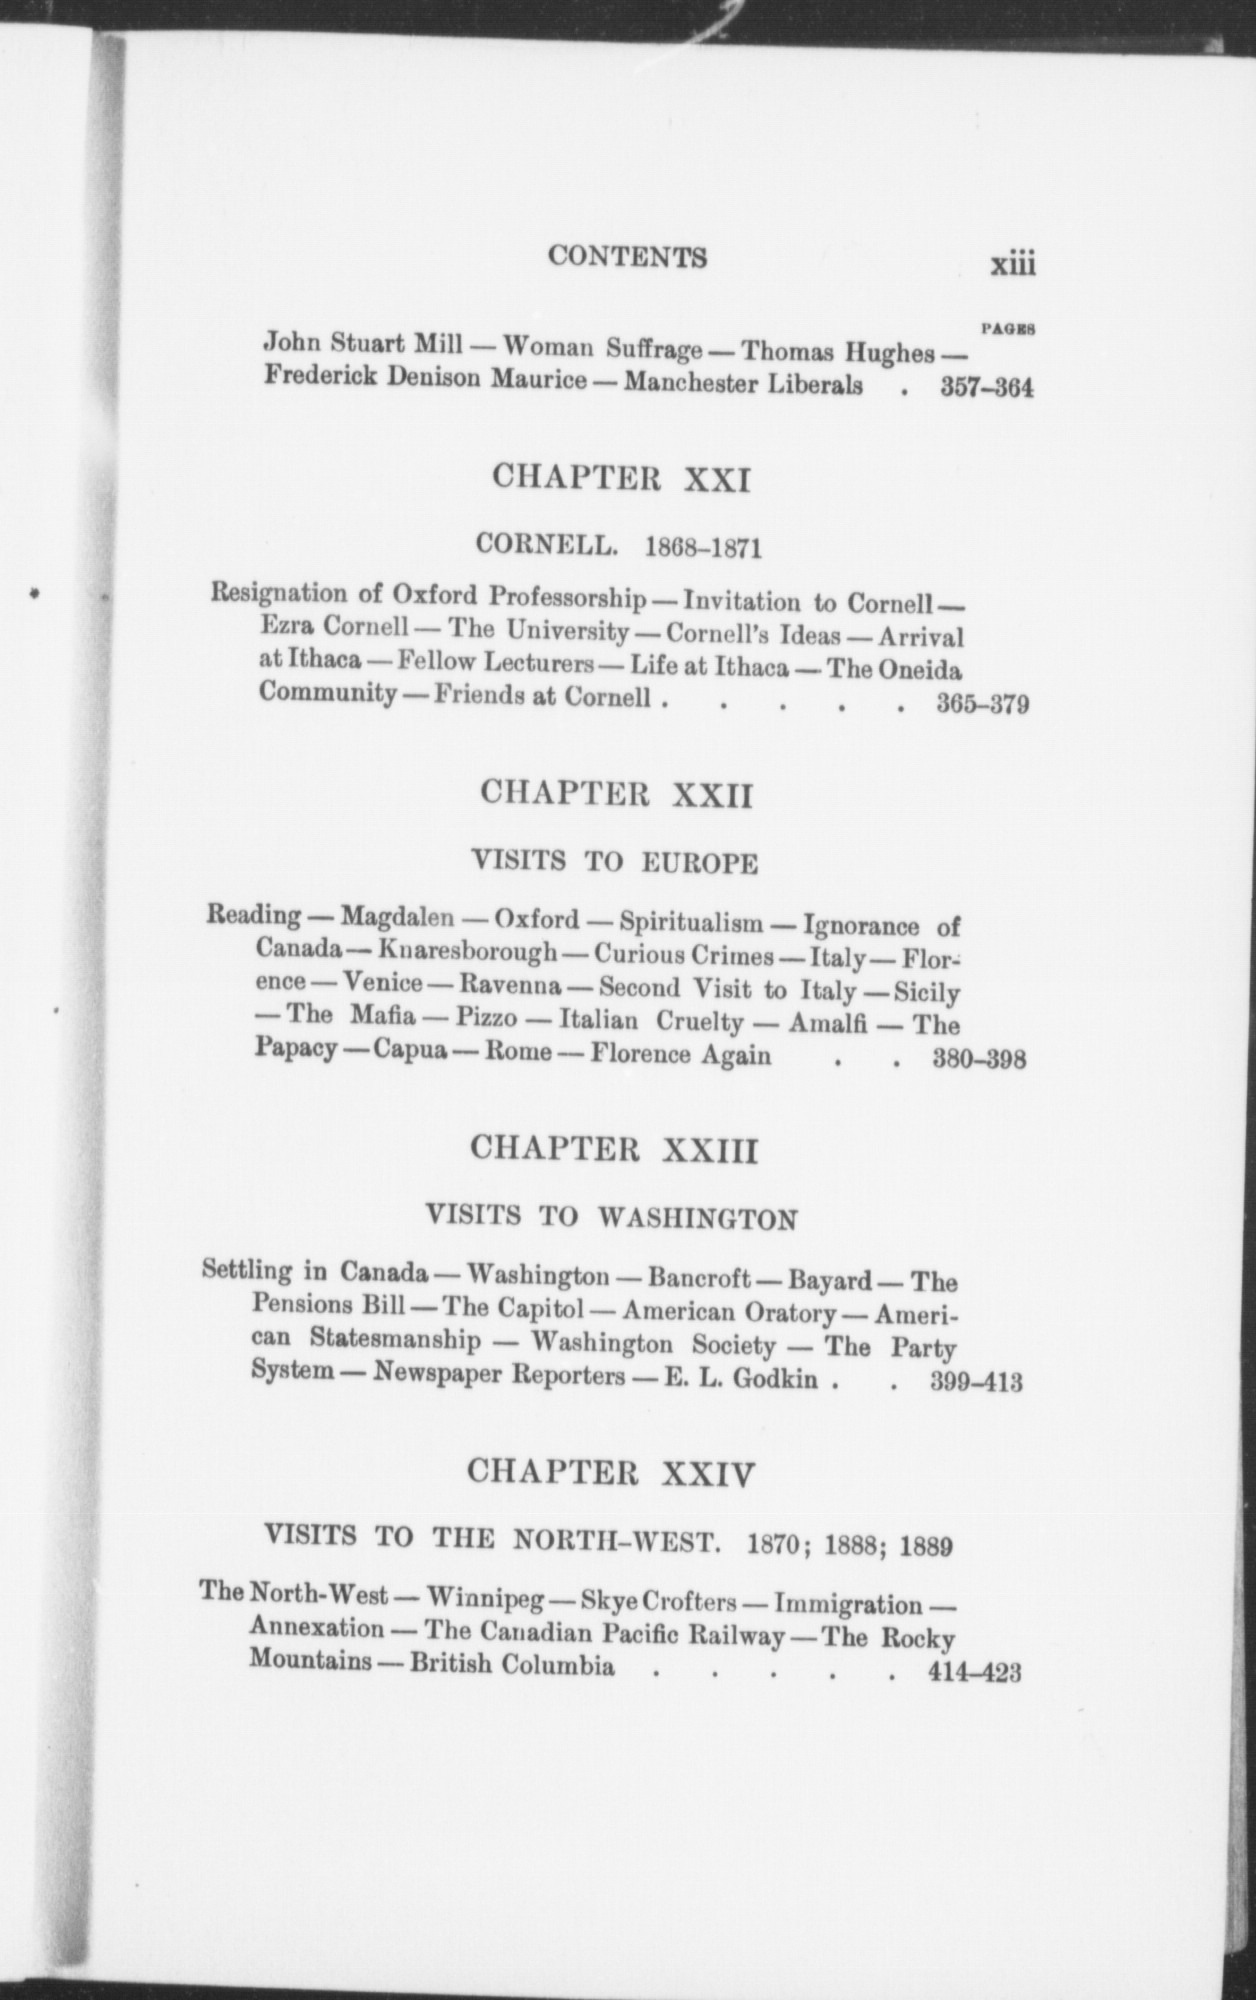 CONTENTS xiii
PAGES
John Stuart Mill — Woman Suffrage — Thomas Hughes —
Frederick Denison Maurice — Manchester Liberals . 357–364
CHAPTER XXI
CORNELL. 1868–1871
Resignation of Oxford Professorship — Invitation to Cornell —
Ezra Cornell — The University — Cornell's Ideas — Arrival
at Ithaca — Fellow Lecturers — Life at Ithaca — The Oneida
Community — Friends at Cornell . . . . . 365–379
CHAPTER XXII
VISITS TO EUROPE
Reading — Magdalen — Oxford — Spiritualism — Ignorance of
Canada — Knaresborough — Curious Crimes — Italy — Flor-
ence — Venice — Ravenna — Second Visit to Italy — Sicily
— The Mafia — Pizzo — Italian Cruelty — Amalfi — The
Papacy — Capua — Rome — Florence Again . . 380–398
CHAPTER XXIII
VISITS TO WASHINGTON
Settling in Canada — Washington — Bancroft — Bayard — The
Pensions Bill — The Capitol — American Oratory — Ameri-
can Statesmanship — Washington Society — The Party
System — Newspaper Reporters — E. L. Godkin . . 399–413
CHAPTER XXIV
VISITS TO THE NORTH-WEST. 1870; 1888; 1889
The North-West — Winnipeg — Skye Crofters — Immigration —
Annexation — The Canadian Pacific Railway — The Rocky
Mountains — British Columbia . . . . . 414–423